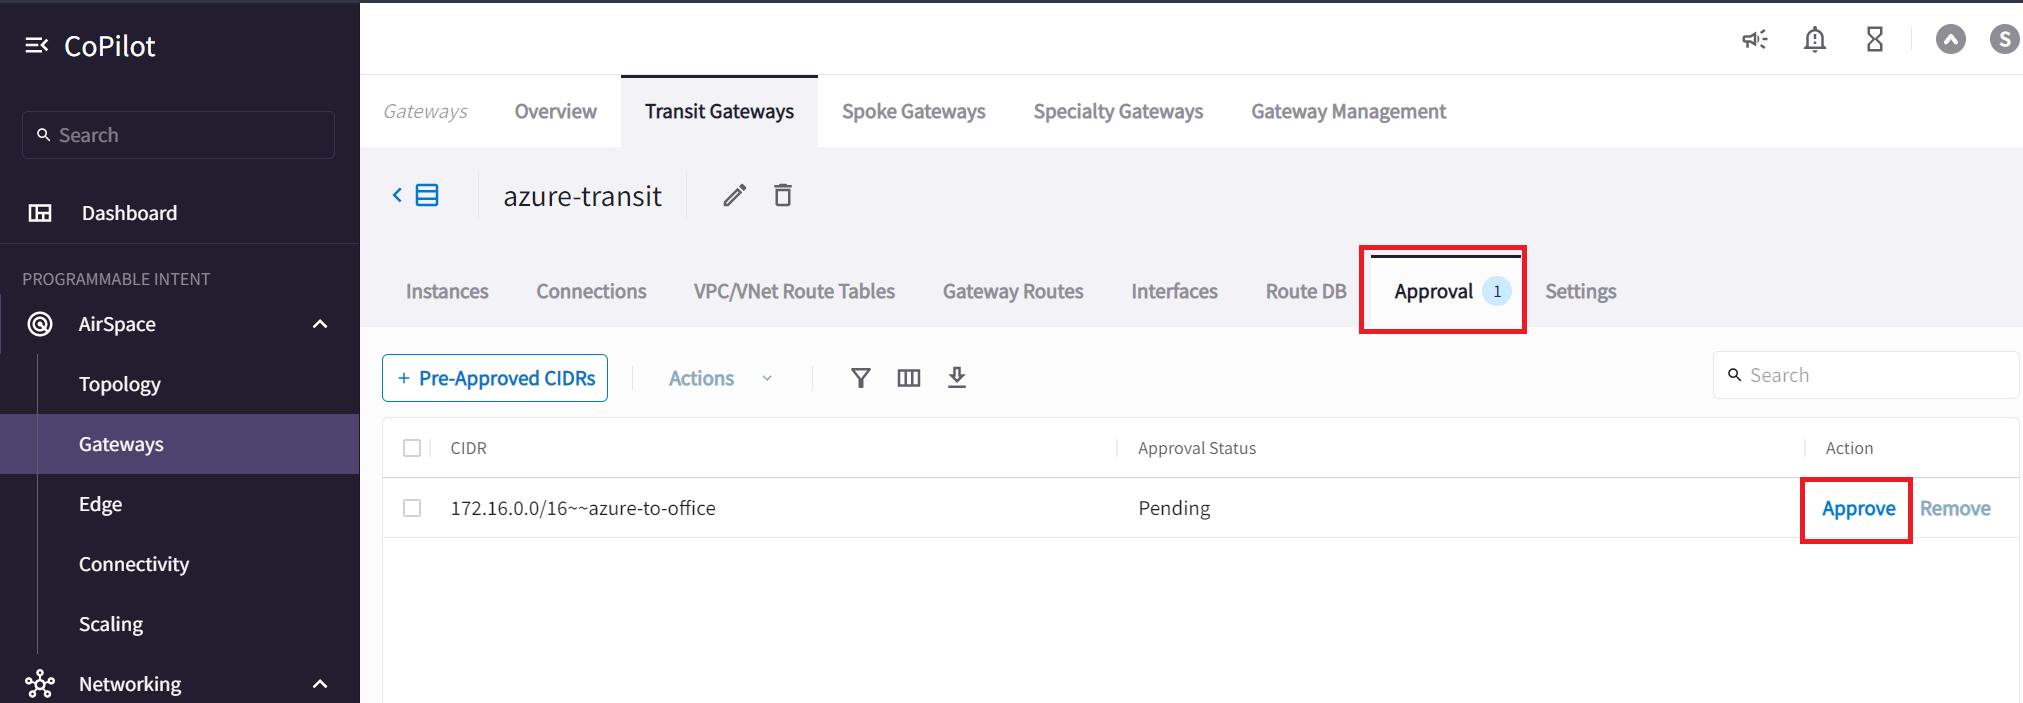 CoPilot
Search
Dashboard
PROGRAMMABLE INTENT
AirSpace
Topology
Gateways
Edge
Connectivity
Scaling
Networking
S
Gateways Overview Transit Gateways Spoke Gateways Specialty Gateways Gateway Management
azure-transit
Instances Connections VPC/VNet Route Tables Gateway Routes Interfaces Route DB Approval 1 Settings
+ Pre-Approved CIDRs Actions Search
CIDR Approval Status Action
172.16.0.0/16~~azure-to-office Pending Approve Remove